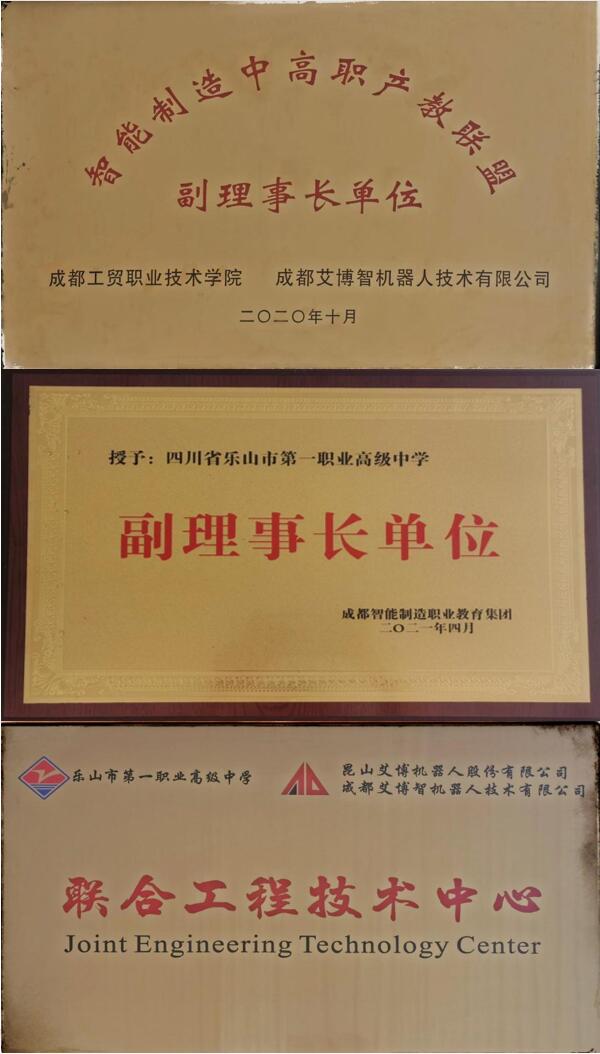 智能制造中高职产教联盟
副理事长单位
成都工贸职业技术学院 成都艾博智机器人技术有限公司
二〇二〇年十月
授予：四川省乐山市第一职业高级中学
副理事长单位
成都智能制造职业教育集团
二〇二一年四月
乐山市第一职业高级中学
昆山艾博机器人股份有限公司
成都艾博智机器人技术有限公司
联合工程技术中心
Joint Engineering Technology Center